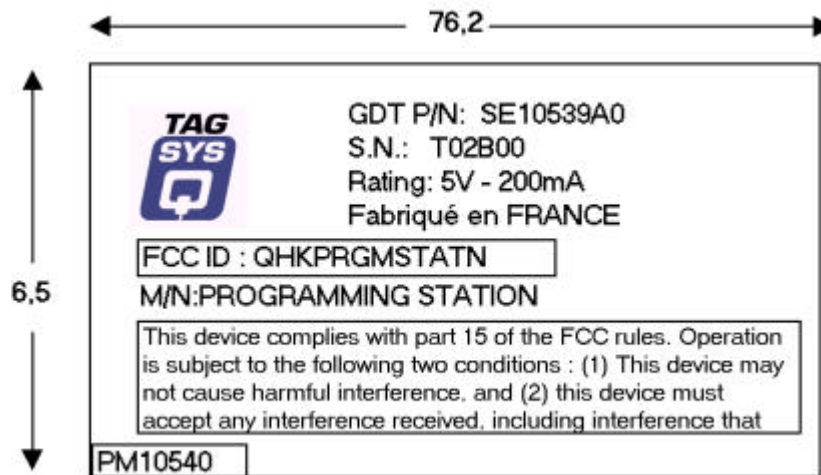 76,2
TAG
SYS
GDT P/N: SE10539A0
S.N.: T02B00
Rating: 5V - 200mA
Fabriqué en FRANCE
FCC ID : QHKPRGMSTATN
6,5
M/N:PROGRAMMING STATION
This device complies with part 15 of the FCC rules. Operation
is subject to the following two conditions : (1) This device may
not cause harmful interference, and (2) this device must
accept any interference received, including interference that
PM10540